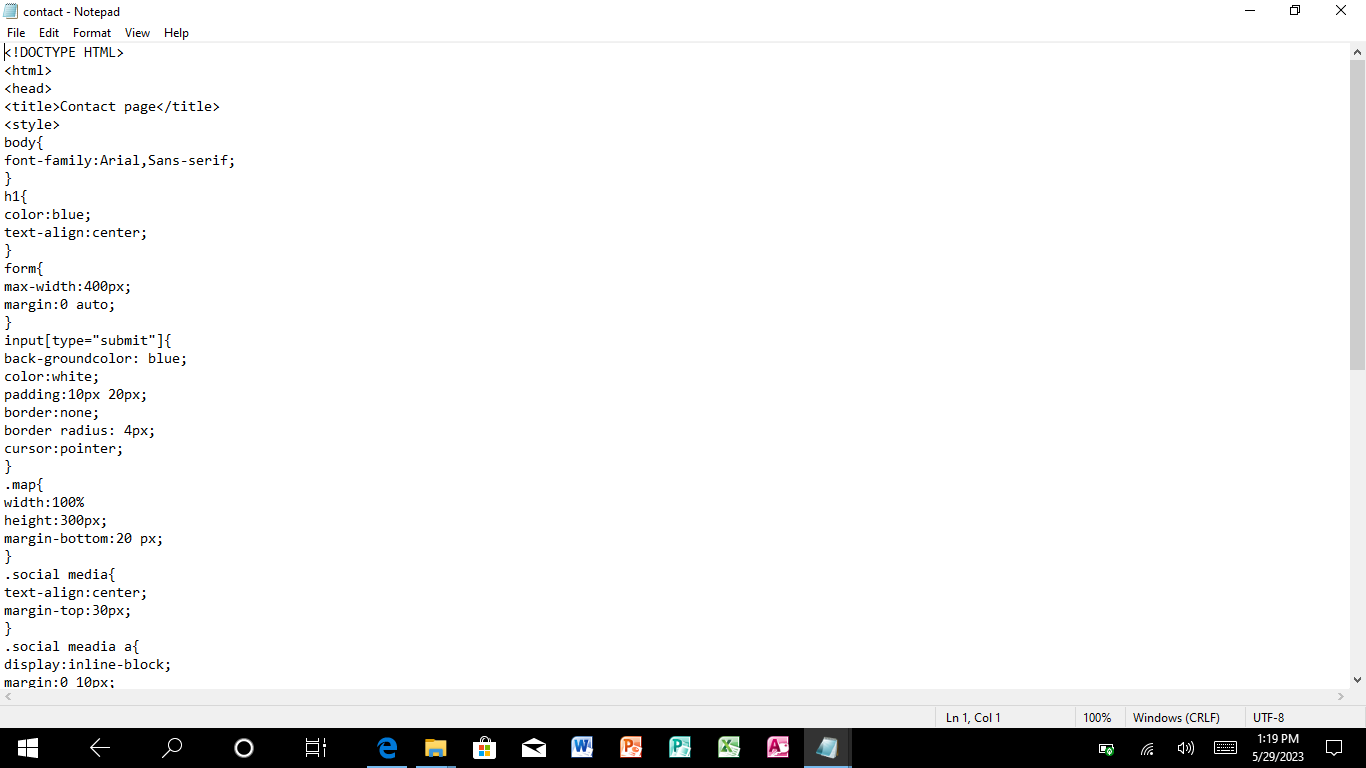 contact - Notepad
File Edit Format View Help
<!DOCTYPE HTML>
<html>
<head>
<title>Contact page</title>
<style>
body{
font-family:Arial,Sans-serif;
}
h1{
color:blue;
text-align:center;
}
form{
max-width:400px;
margin:0 auto;
}
input[type="submit"]{
back-groundcolor: blue;
color:white;
padding:10px 20px;
border:none;
border radius: 4px;
cursor:pointer;
}
.map{
width:100%
height:300px;
margin-bottom:20 px;
}
.social media{
text-align:center;
margin-top:30px;
}
.social meadia a{
display:inline-block;
margin:0 10px;
Ln 1, Col 1 100% Windows (CRLF) UTF-8
1:19 PM
5/29/2023